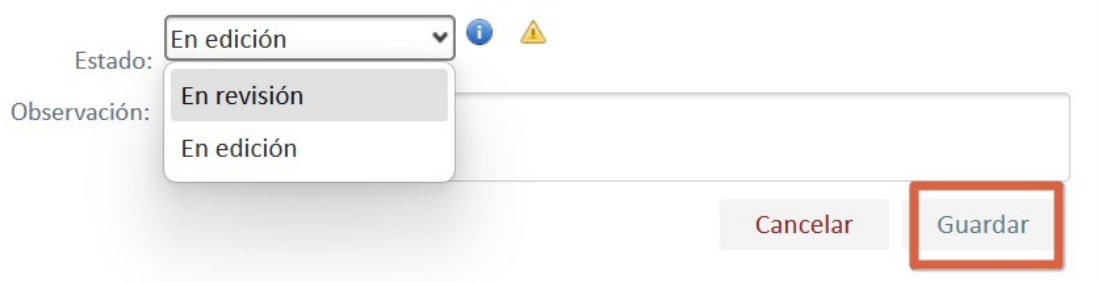 En edición
Estado:
En revisión
Observación:
En edición
Cancelar Guardar